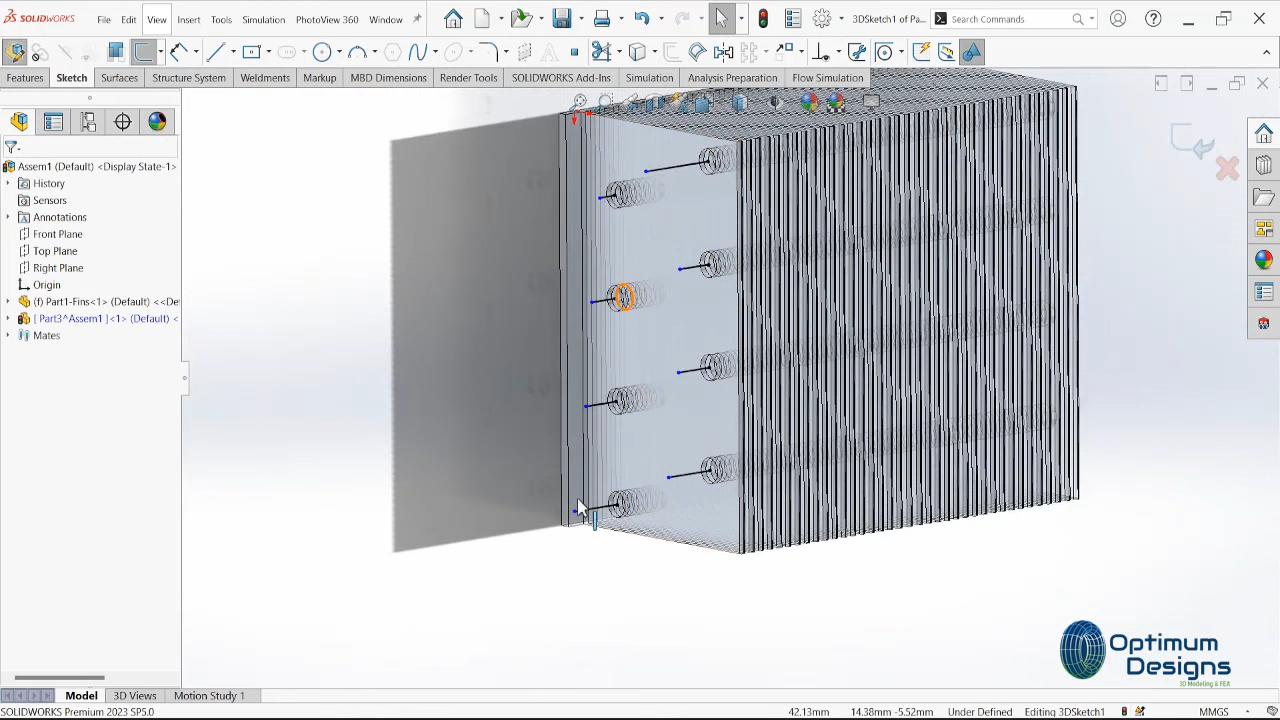 SOLIDWORKS
File
Edit
View
Insert
Tools
Simulation
PhotoView 360
Window
3DSketch1 of Pa...
Search Commands
Features
Sketch
Surfaces
Structure System
Weldments
Markup
MBD Dimensions
Render Tools
SOLIDWORKS Add-Ins
Simulation
Analysis Preparation
Flow Simulation
Assem1 (Default) <Display State-1>
History
Sensors
Annotations
Front Plane
Top Plane
Right Plane
Origin
(f) Part1-Fins<1> (Default) <<De
[ Part3^Assem1 ]<1> (Default) <
Mates
Optimum
Designs
3D Modeling & FEA
Model
3D Views
Motion Study 1
SOLIDWORKS Premium 2023 SP5.0
42.13mm
14.38mm -5.52mm
Under Defined
Editing 3DSketch1
MMGS